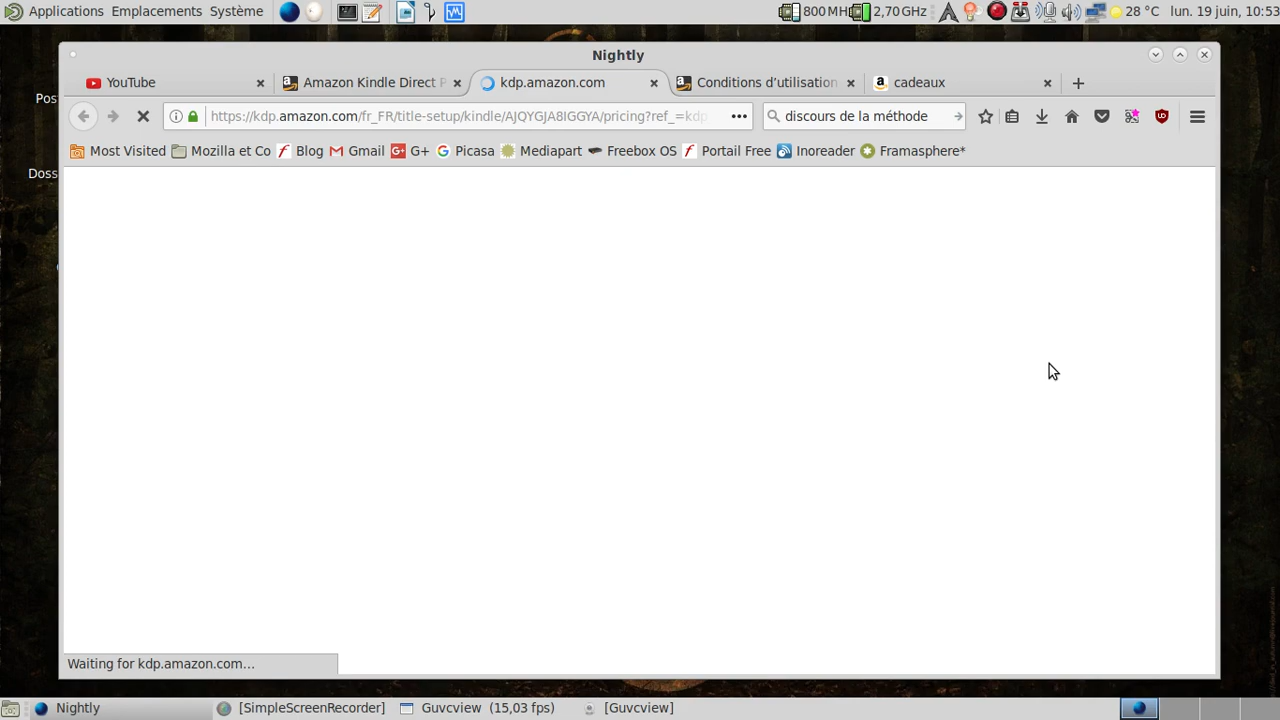 Applications Emplacements Système 800 MH 2,70 GHz 28 °C lun. 19 juin, 10:53
Nightly
YouTube Amazon Kindle Direct P kdp.amazon.com Conditions d’utilisation cadeaux
https://kdp.amazon.com/fr_FR/title-setup/kindle/AJQYGJA8IGGYA/pricing?ref_=kdp discours de la méthode
Pos
Most Visited Mozilla et Co Blog Gmail G+ Picasa Mediapart Freebox OS Portail Free Inoreader Framasphere*
Doss
Waiting for kdp.amazon.com…
Nightly [SimpleScreenRecorder] Guvcview (15,03 fps) [Guvcview]